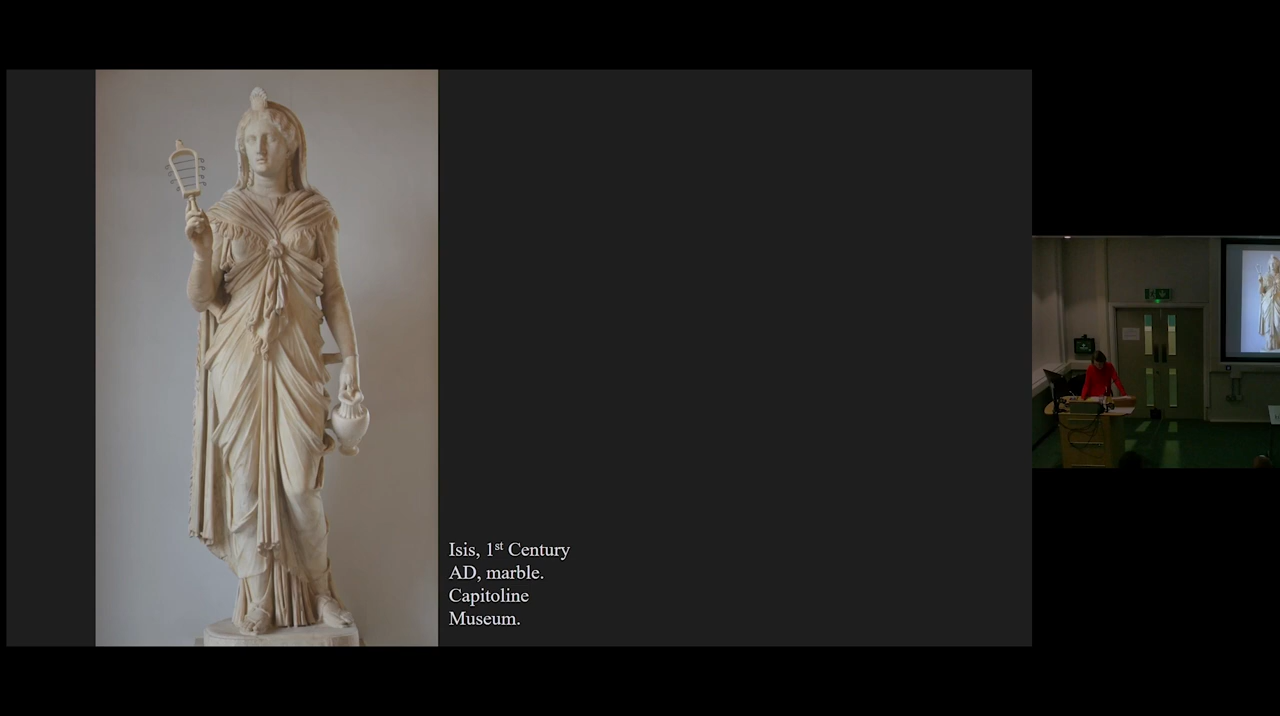 Isis, 1st Century
AD, marble.
Capitoline
Museum.